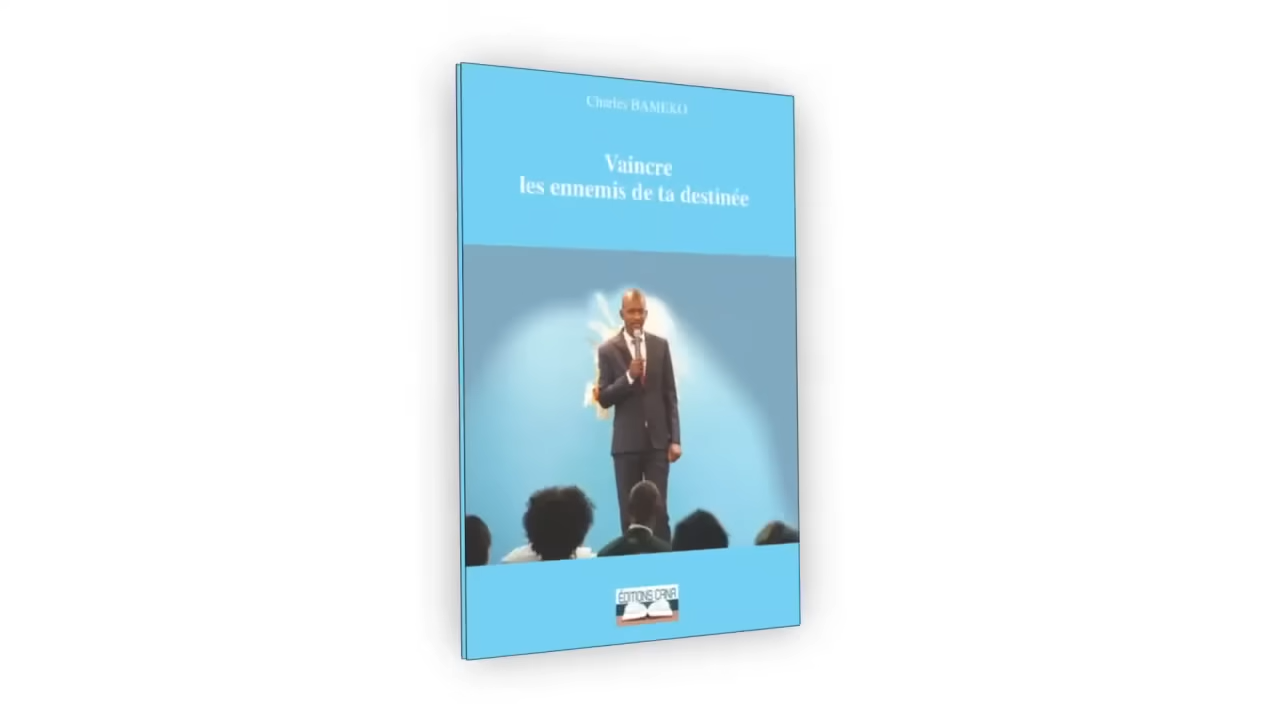 Charles BAMEKO
Vaincre
les ennemis de ta destinée
ÉDITIONS CANA